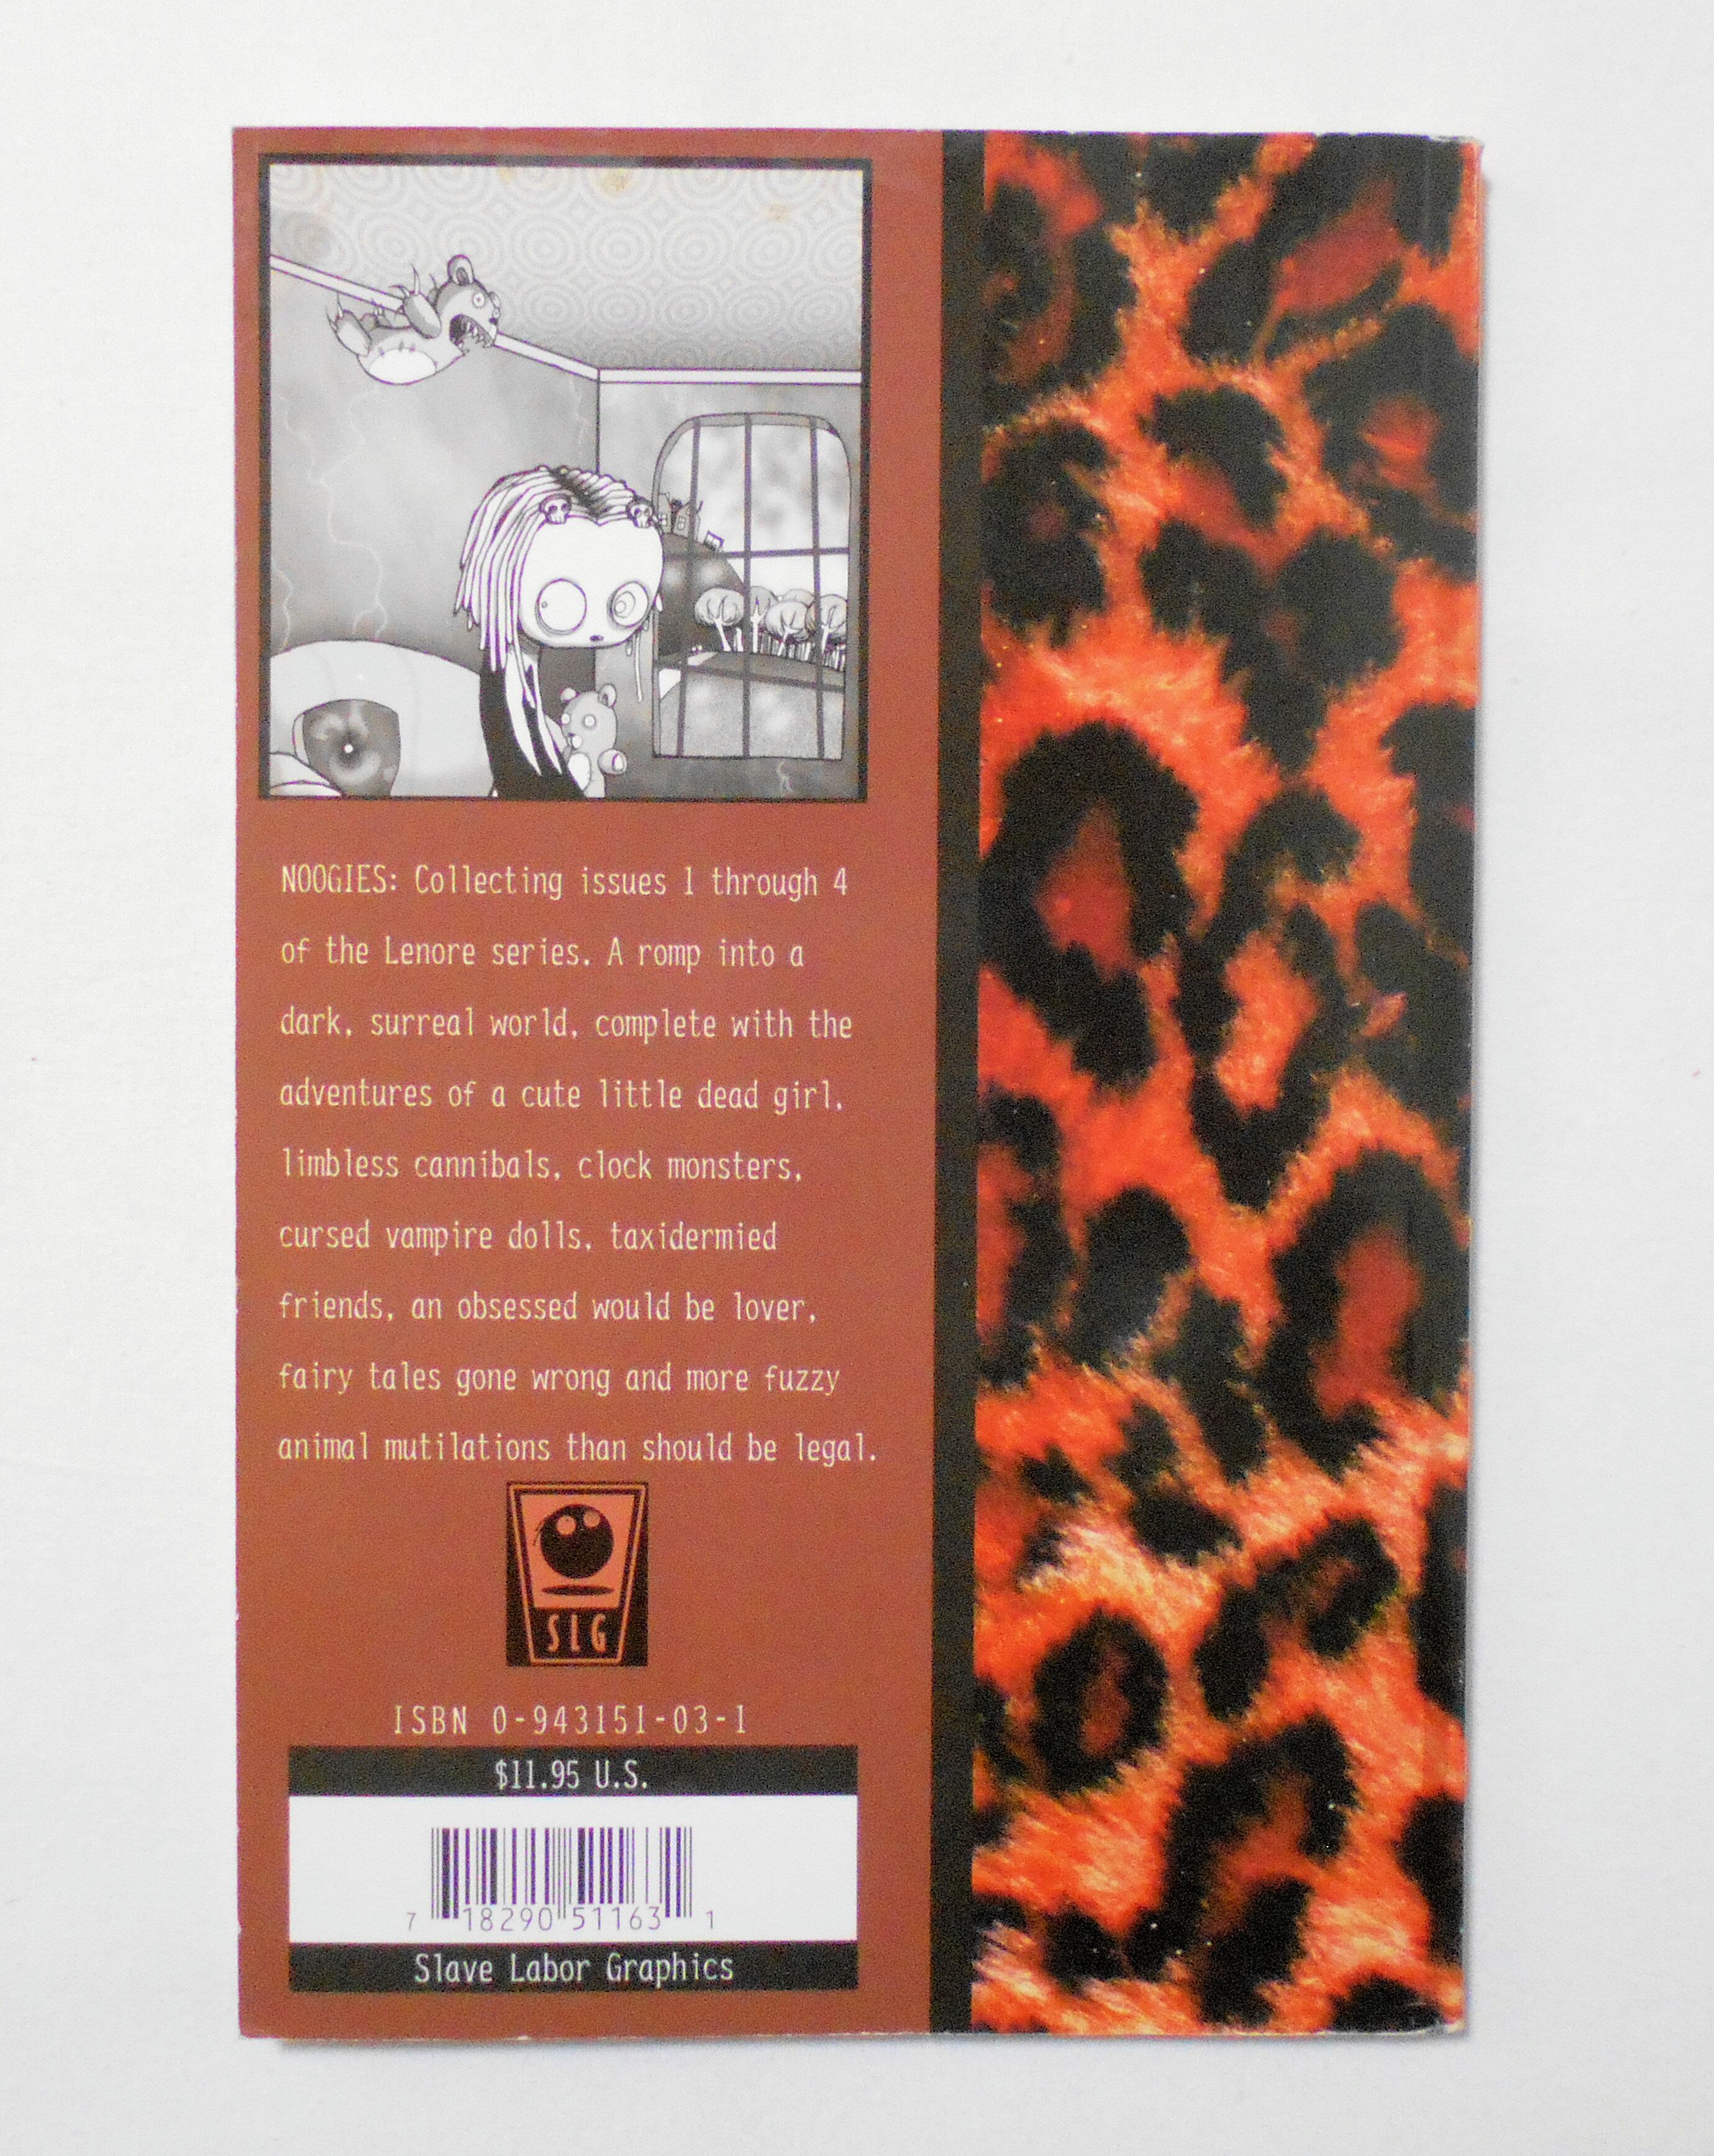 NOOGIES: Collecting issues 1 through 4
of the Lenore series. A romp into a
dark, surreal world, complete with the
adventures of a cute little dead girl,
limbless cannibals, clock monsters,
cursed vampire dolls, taxidermied
friends, an obsessed would be lover,
fairy tales gone wrong and more fuzzy
animal mutilations than should be legal.
SLG
ISBN 0-943151-03-1
$11.95 U.S.
7 18290 51163 1
Slave Labor Graphics